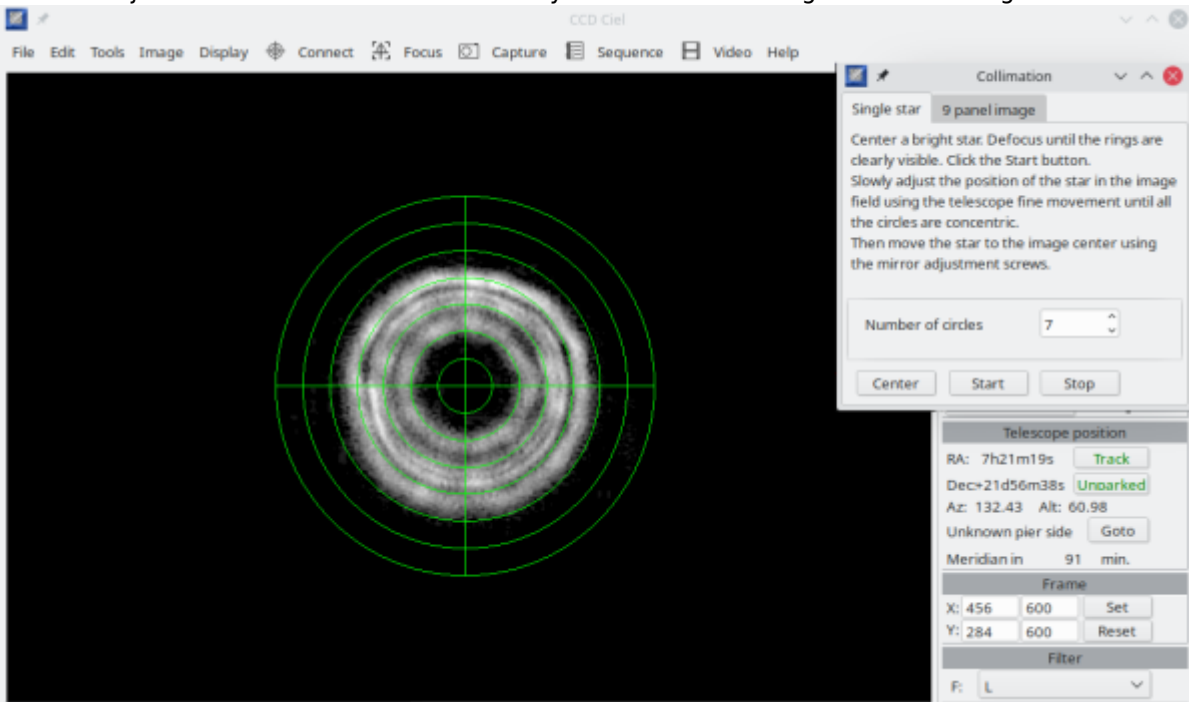 CCD Ciel
File Edit Tools Image Display Connect Focus Capture Sequence Video Help
Collimation
Single star 9 panel image
Center a bright star. Defocus until the rings are
clearly visible. Click the Start button.
Slowly adjust the position of the star in the image
field using the telescope fine movement until all
the circles are concentric.
Then move the star to the image center using
the mirror adjustment screws.
Number of circles 7
Center Start Stop
Telescope position
RA: 7h21m19s Track
Dec:+21d56m38s Unparked
Az: 132.43 Alt: 60.98
Unknown pier side Goto
Meridian in 91 min.
Frame
X: 456 600 Set
Y: 284 600 Reset
Filter
F: L